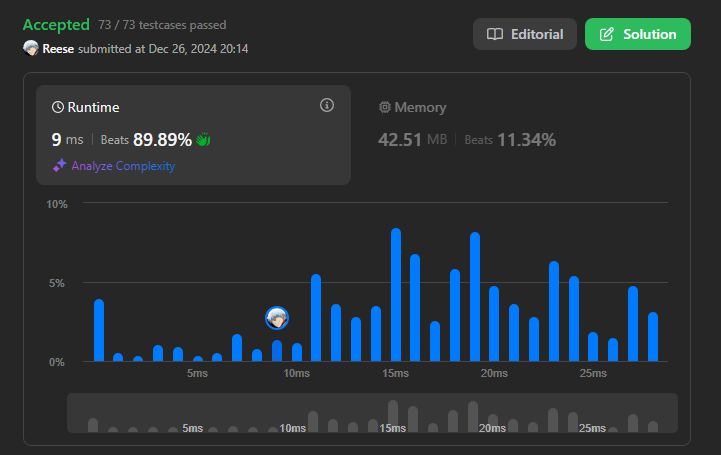 Accepted 73 / 73 testcases passed
Reese submitted at Dec 26, 2024 20:14
Editorial
Solution
Runtime
9 ms Beats 89.89%
Analyze Complexity
Memory
42.51 MB Beats 11.34%
10%
5%
0%
5ms 10ms 15ms 20ms 25ms
5ms 10ms 15ms 20ms 25ms